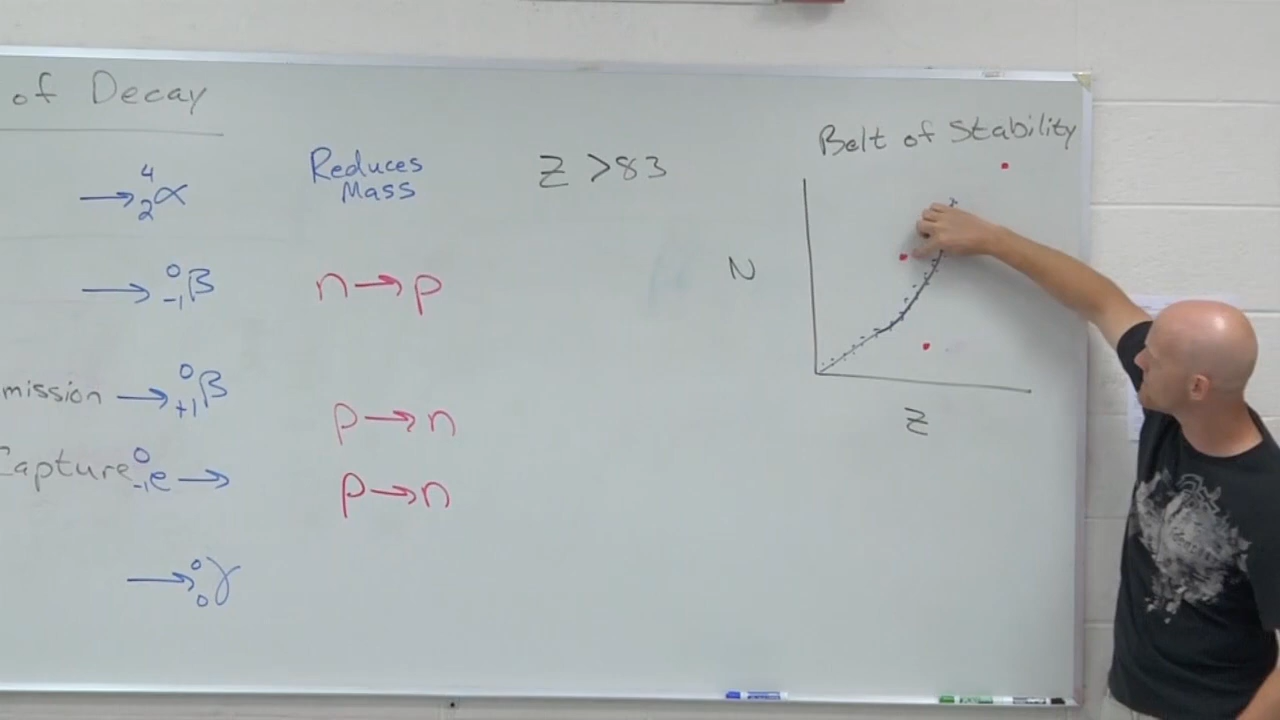 of Decay
→ ⁴₂α Reduces Mass Z > 83
→ ⁰₋₁β n → p
mission → ⁰₊₁β p → n
Capture ⁰₋₁e → p → n
→ ⁰₀γ
Belt of Stability
N
Z